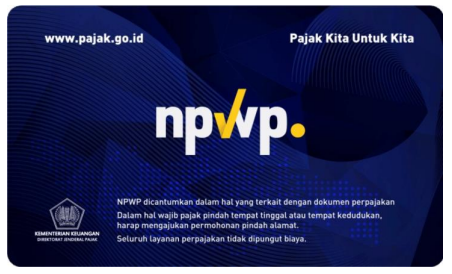 www.pajak.go.id
Pajak Kita Untuk Kita
npwp.
NPWP dicantumkan dalam hal yang terkait dengan dokumen perpajakan
Dalam hal wajib pajak pindah tempat tinggal atau tempat kedudukan,
harap mengajukan permohonan pindah alamat.
Seluruh layanan perpajakan tidak dipungut biaya.
KEMENTERIAN KEUANGAN
DIREKTORAT JENDERAL PAJAK